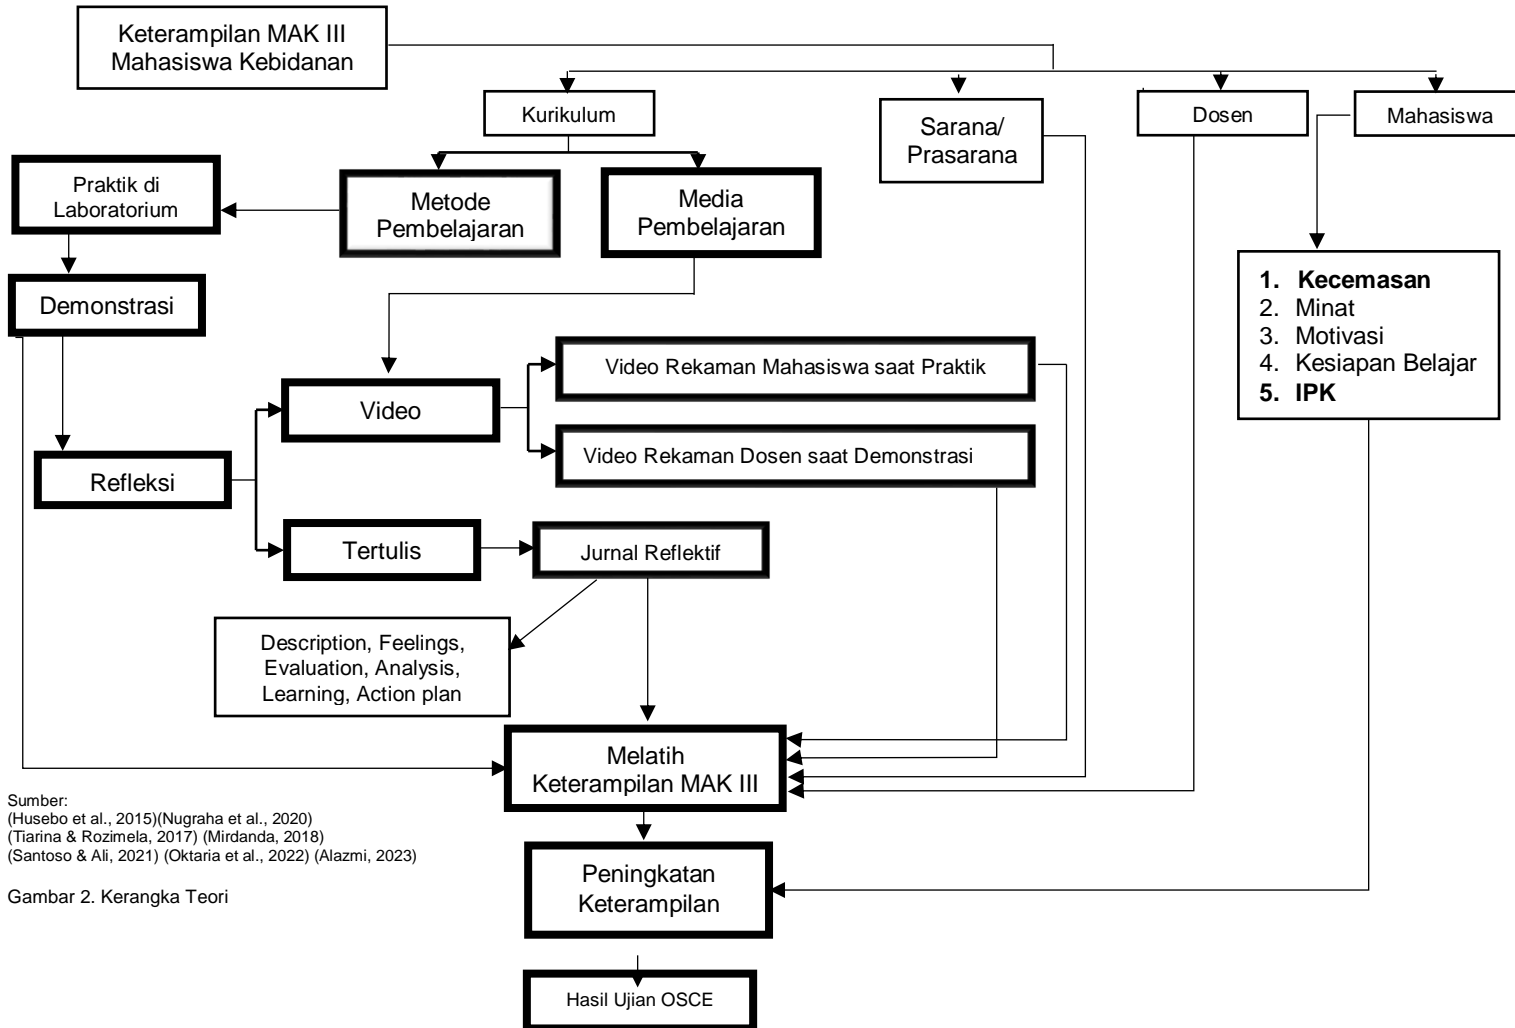 Keterampilan MAK III
Mahasiswa Kebidanan
Kurikulum
Sarana/
Prasarana
Dosen
Mahasiswa
Praktik di
Laboratorium
Metode
Pembelajaran
Media
Pembelajaran
Demonstrasi
1. Kecemasan
2. Minat
3. Motivasi
4. Kesiapan Belajar
5. IPK
Video Rekaman Mahasiswa saat Praktik
Video
Video Rekaman Dosen saat Demonstrasi
Refleksi
Tertulis
Jurnal Reflektif
Description, Feelings,
Evaluation, Analysis,
Learning, Action plan
Melatih
Keterampilan MAK III
Sumber:
(Husebo et al., 2015)(Nugraha et al., 2020)
(Tiarina & Rozimela, 2017) (Mirdanda, 2018)
(Santoso & Ali, 2021) (Oktaria et al., 2022) (Alazmi, 2023)
Gambar 2. Kerangka Teori
Peningkatan
Keterampilan
Hasil Ujian OSCE